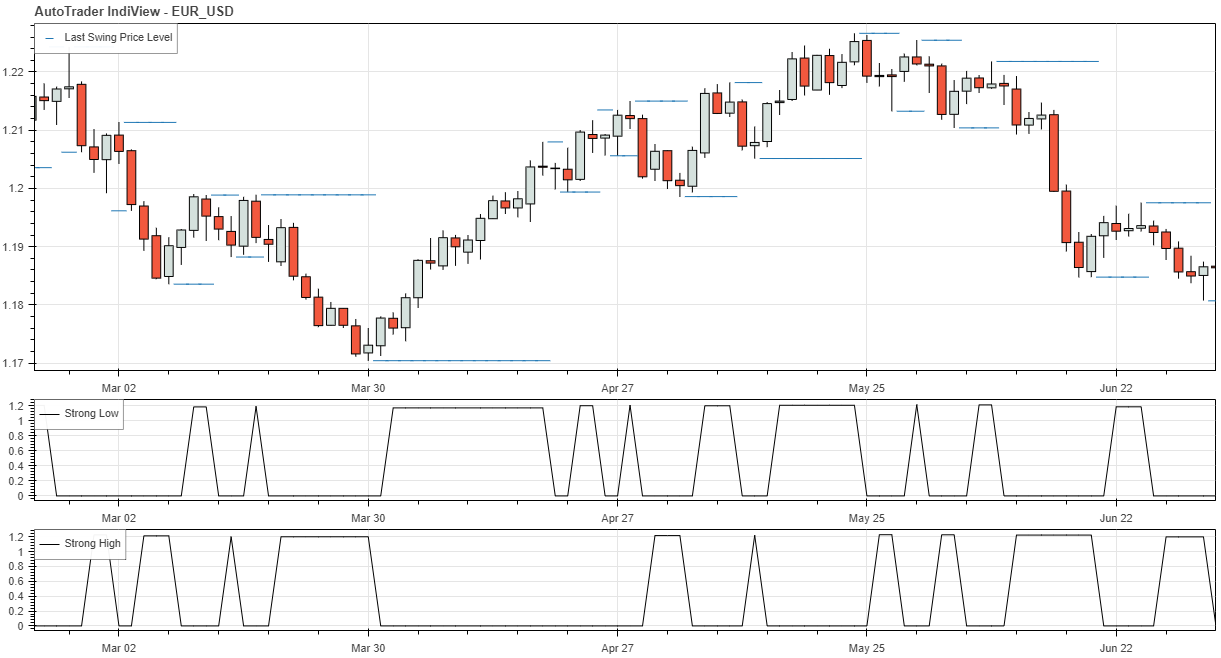 AutoTrader IndiView - EUR_USD
Last Swing Price Level
1.22
1.21
1.2
1.19
1.18
1.17
Mar 02 Mar 30 Apr 27 May 25 Jun 22
Strong Low
1.2
1
0.8
0.6
0.4
0.2
0
Mar 02 Mar 30 Apr 27 May 25 Jun 22
Strong High
1.2
1
0.8
0.6
0.4
0.2
0
Mar 02 Mar 30 Apr 27 May 25 Jun 22